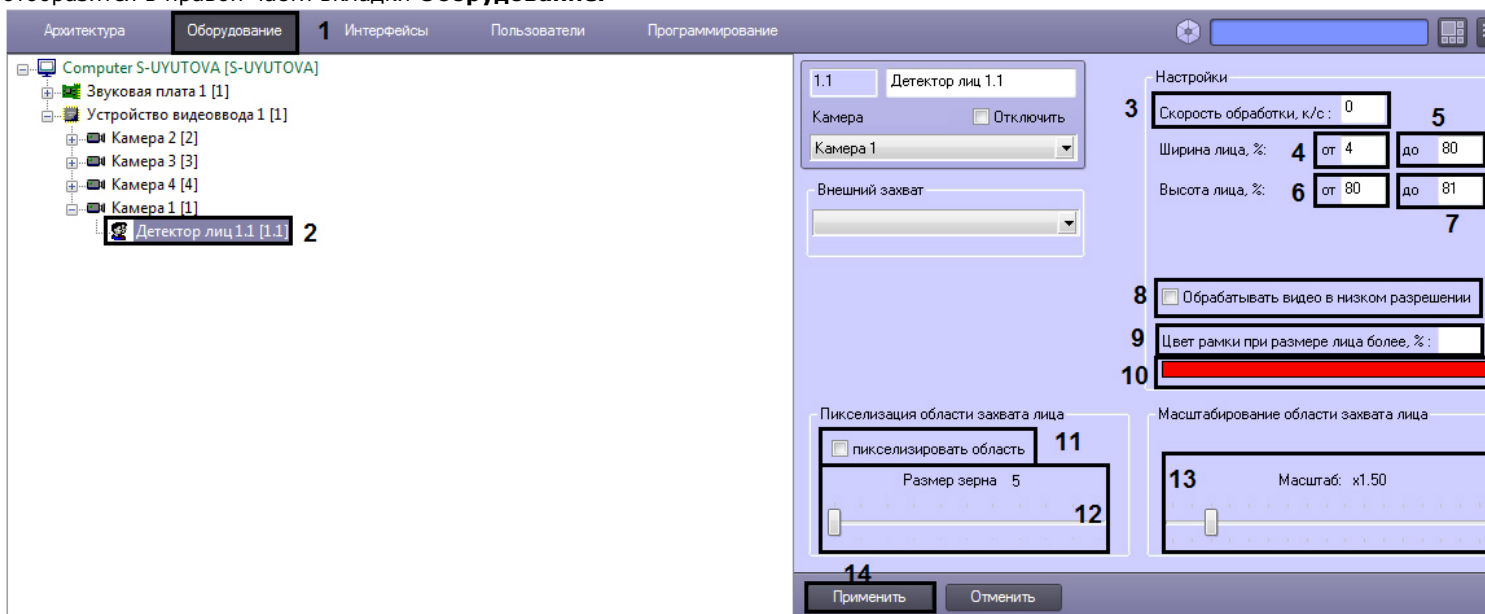 отобразится в правой части вкладки Оборудование.
Архитектура Оборудование 1 Интерфейсы Пользователи Программирование
Computer S-UYUTOVA [S-UYUTOVA]
Звуковая плата 1 [1]
Устройство видеоввода 1 [1]
Камера 2 [2]
Камера 3 [3]
Камера 4 [4]
Камера 1 [1]
Детектор лиц 1.1 [1.1] 2
1.1 Детектор лиц 1.1
Камера Отключить
Камера 1
Внешний захват
Настройки
3 Скорость обработки, к/с : 0
5
Ширина лица, %: 4 от 4 до 80
Высота лица, %: 6 от 80 до 81
7
8 Обрабатывать видео в низком разрешении
9 Цвет рамки при размере лица более, % :
10
Пикселизация области захвата лица
пикселизировать область 11
Размер зерна 5
12
Масштабирование области захвата лица
13 Масштаб: x1.50
14
Применить Отменить